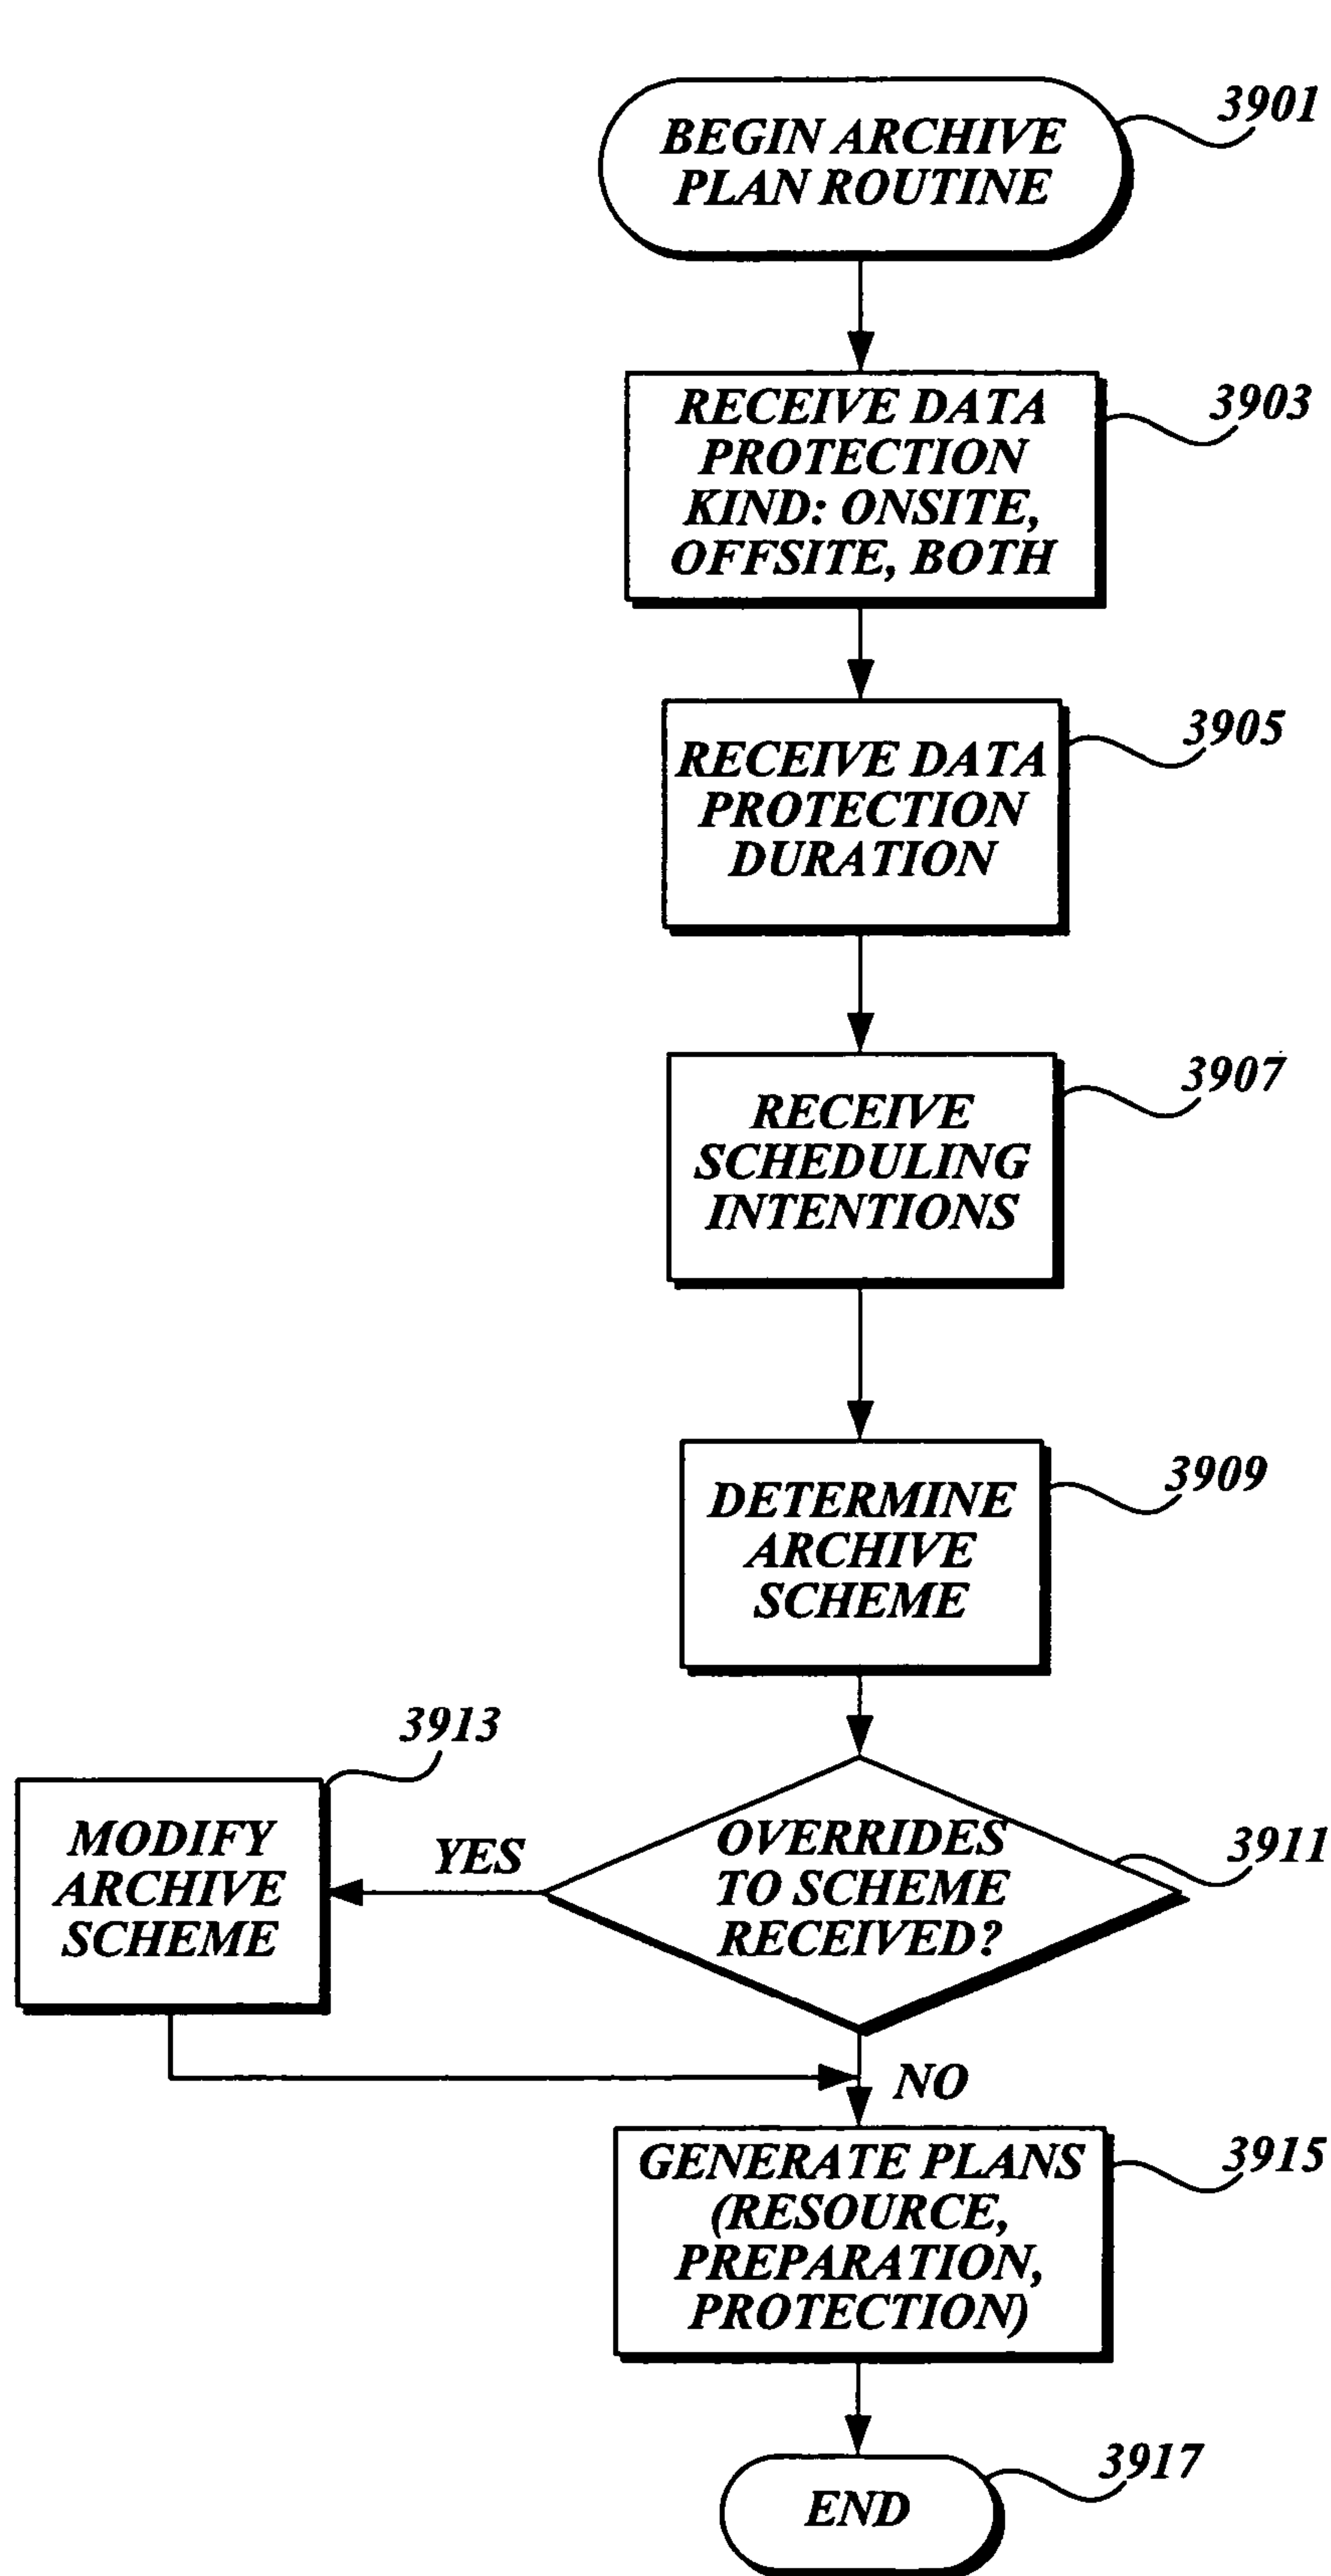 BEGIN ARCHIVE
PLAN ROUTINE
3901
RECEIVE DATA
PROTECTION
KIND: ONSITE,
OFFSITE, BOTH
3903
RECEIVE DATA
PROTECTION
DURATION
3905
RECEIVE
SCHEDULING
INTENTIONS
3907
DETERMINE
ARCHIVE
SCHEME
3909
OVERRIDES
TO SCHEME
RECEIVED?
3911
YES
3913
MODIFY
ARCHIVE
SCHEME
NO
GENERATE PLANS
(RESOURCE,
PREPARATION,
PROTECTION)
3915
END
3917